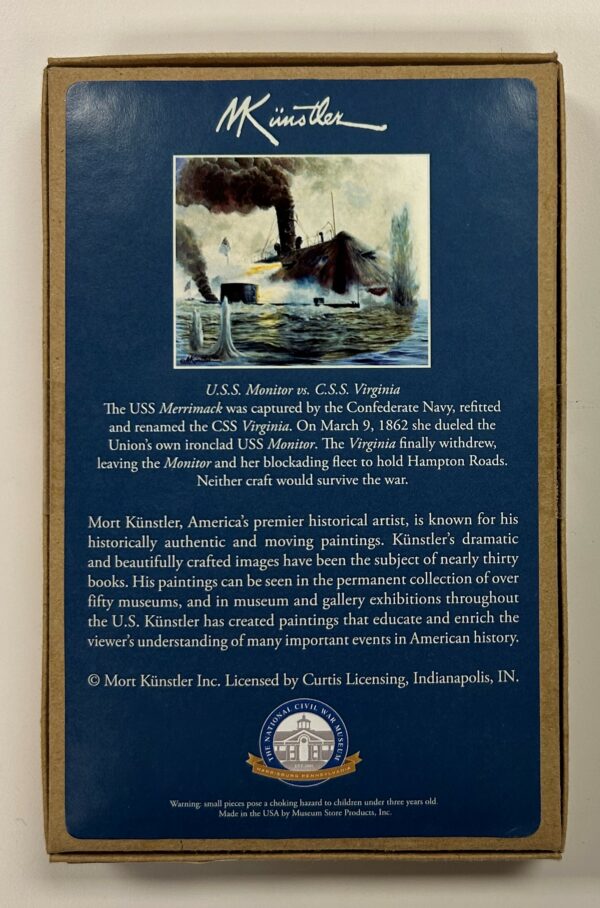 MKünstler
MKünstler
U.S.S. Monitor vs. C.S.S. Virginia
The USS Merrimack was captured by the Confederate Navy, refitted
and renamed the CSS Virginia. On March 9, 1862 she dueled the
Union's own ironclad USS Monitor. The Virginia finally withdrew,
leaving the Monitor and her blockading fleet to hold Hampton Roads.
Neither craft would survive the war.
Mort Künstler, America's premier historical artist, is known for his
historically authentic and moving paintings. Künstler's dramatic
and beautifully crafted images have been the subject of nearly thirty
books. His paintings can be seen in the permanent collection of over
fifty museums, and in museum and gallery exhibitions throughout
the U.S. Künstler has created paintings that educate and enrich the
viewer's understanding of many important events in American history.
© Mort Künstler Inc. Licensed by Curtis Licensing, Indianapolis, IN.
THE NATIONAL CIVIL WAR MUSEUM
EST. 2001
HARRISBURG PENNSYLVANIA
Warning: small pieces pose a choking hazard to children under three years old.
Made in the USA by Museum Store Products, Inc.